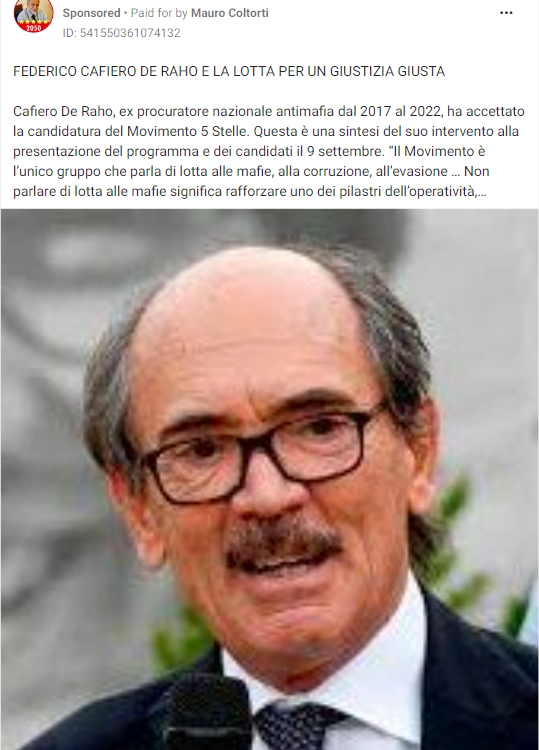 Sponsored • Paid for by Mauro Coltorti
ID: 541550361074132
2050
FEDERICO CAFIERO DE RAHO E LA LOTTA PER UN GIUSTIZIA GIUSTA
Cafiero De Raho, ex procuratore nazionale antimafia dal 2017 al 2022, ha accettato
la candidatura del Movimento 5 Stelle. Questa è una sintesi del suo intervento alla
presentazione del programma e dei candidati il 9 settembre. “Il Movimento è
l’unico gruppo che parla di lotta alle mafie, alla corruzione, all’evasione … Non
parlare di lotta alle mafie significa rafforzare uno dei pilastri dell’operatività,…